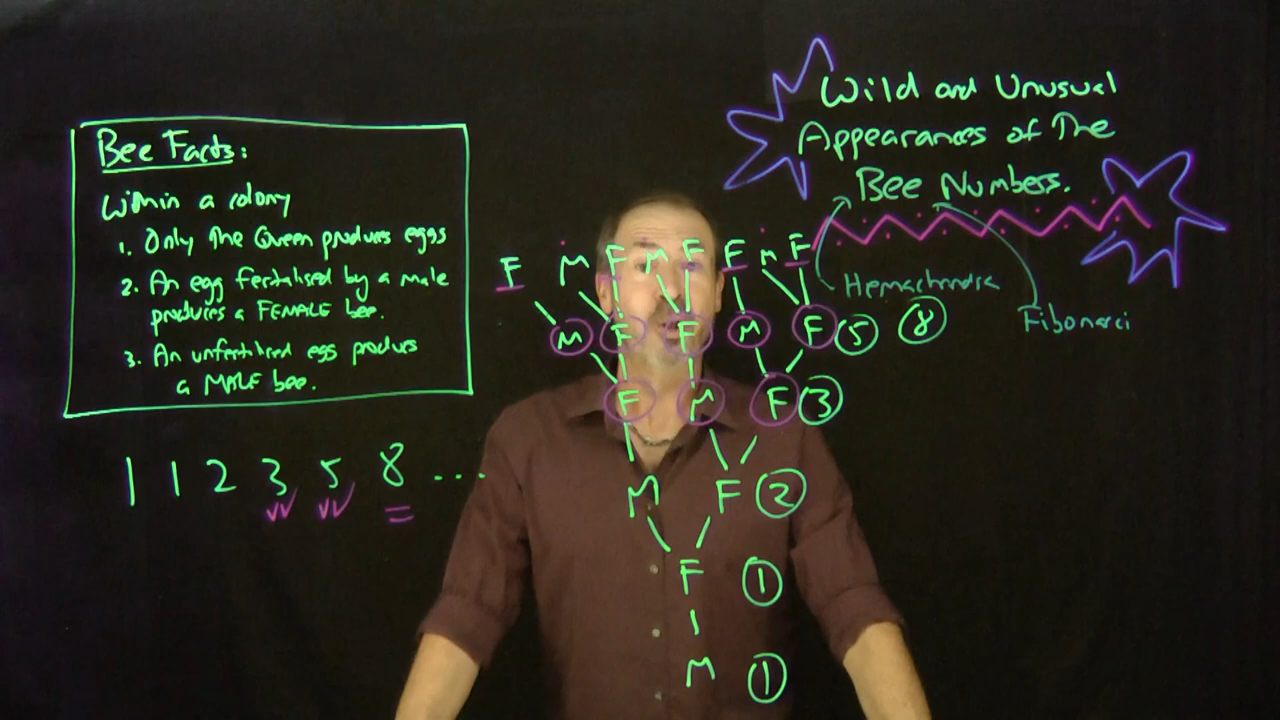 Bee Facts:
Within a colony
1. Only The Queen produces eggs
2. An egg fertalised by a male
produces a FEMALE bee.
3. An unfertilised egg produces
a MALE bee.
1 1 2 3 5 8 ...
Wild and Unusual
Appearances of The
Bee Numbers.
Hemachandra
Fibonacci
F M F M F F M F
M F F M F 5 8
F M F 3
M F 2
F 1
M 1